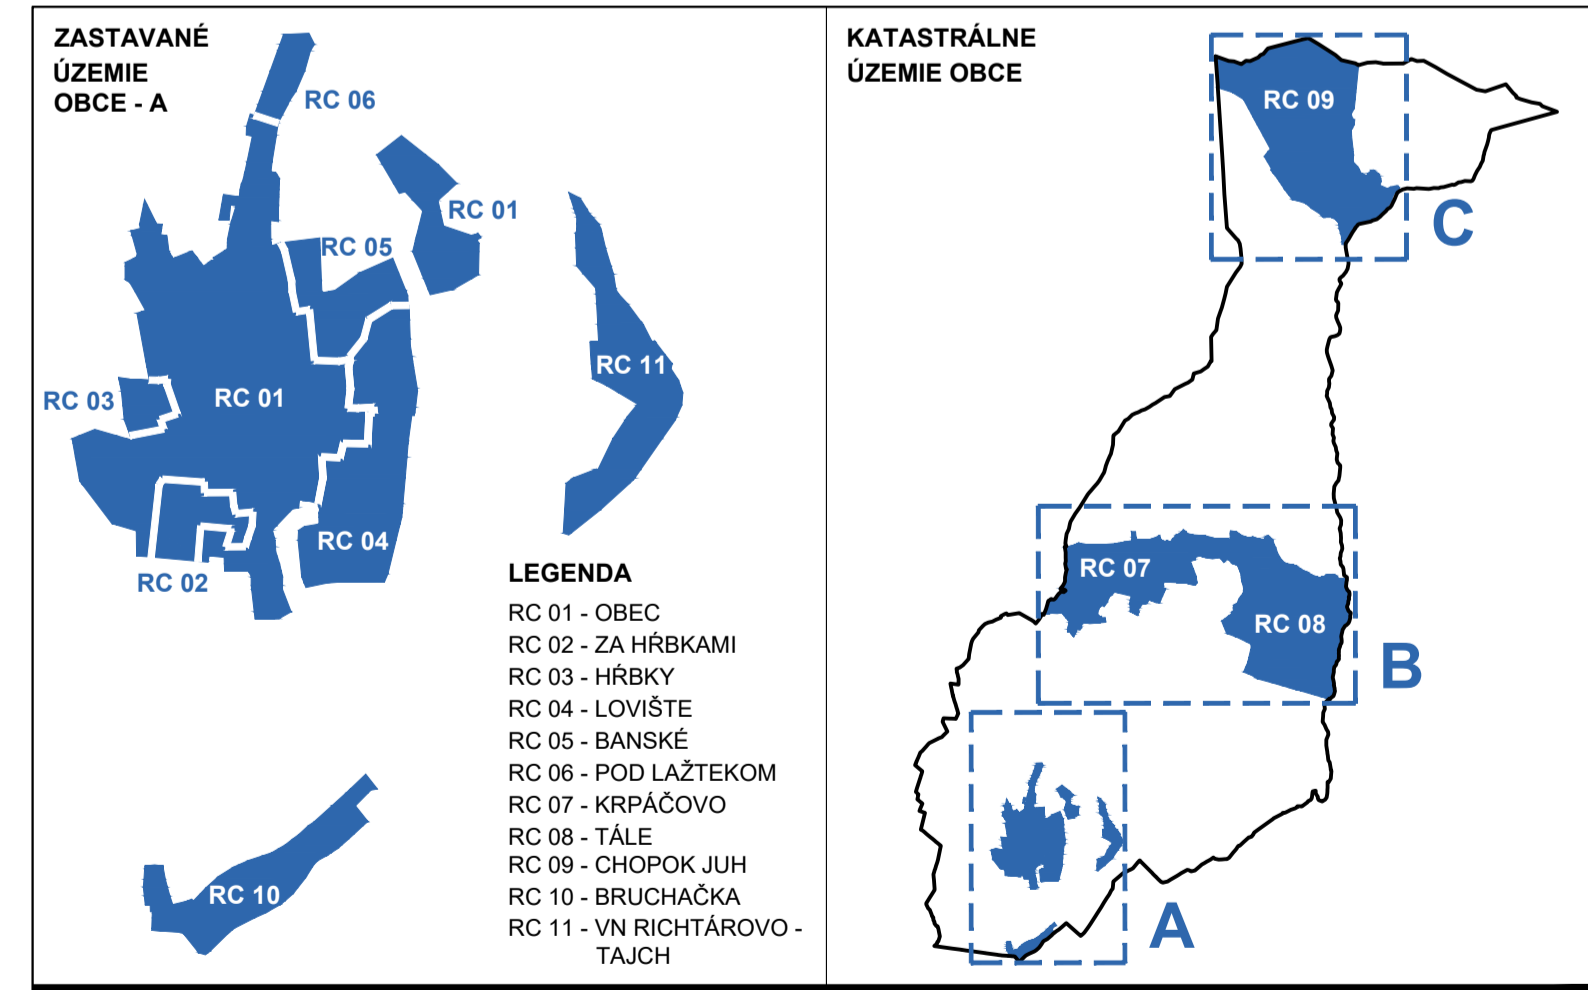 ZASTAVANÉ
ÚZEMIE
OBCE - A
RC 06
RC 01
RC 05
RC 11
RC 03
RC 01
RC 04
RC 02
RC 10
LEGENDA
RC 01 - OBEC
RC 02 - ZA HŔBKAMI
RC 03 - HŔBKY
RC 04 - LOVIŠTE
RC 05 - BANSKÉ
RC 06 - POD LAŽTEKOM
RC 07 - KRPÁČOVO
RC 08 - TÁLE
RC 09 - CHOPOK JUH
RC 10 - BRUCHAČKA
RC 11 - VN RICHTÁROVO -
TAJCH
KATASTRÁLNE
ÚZEMIE OBCE
RC 09
C
RC 07
RC 08
B
A